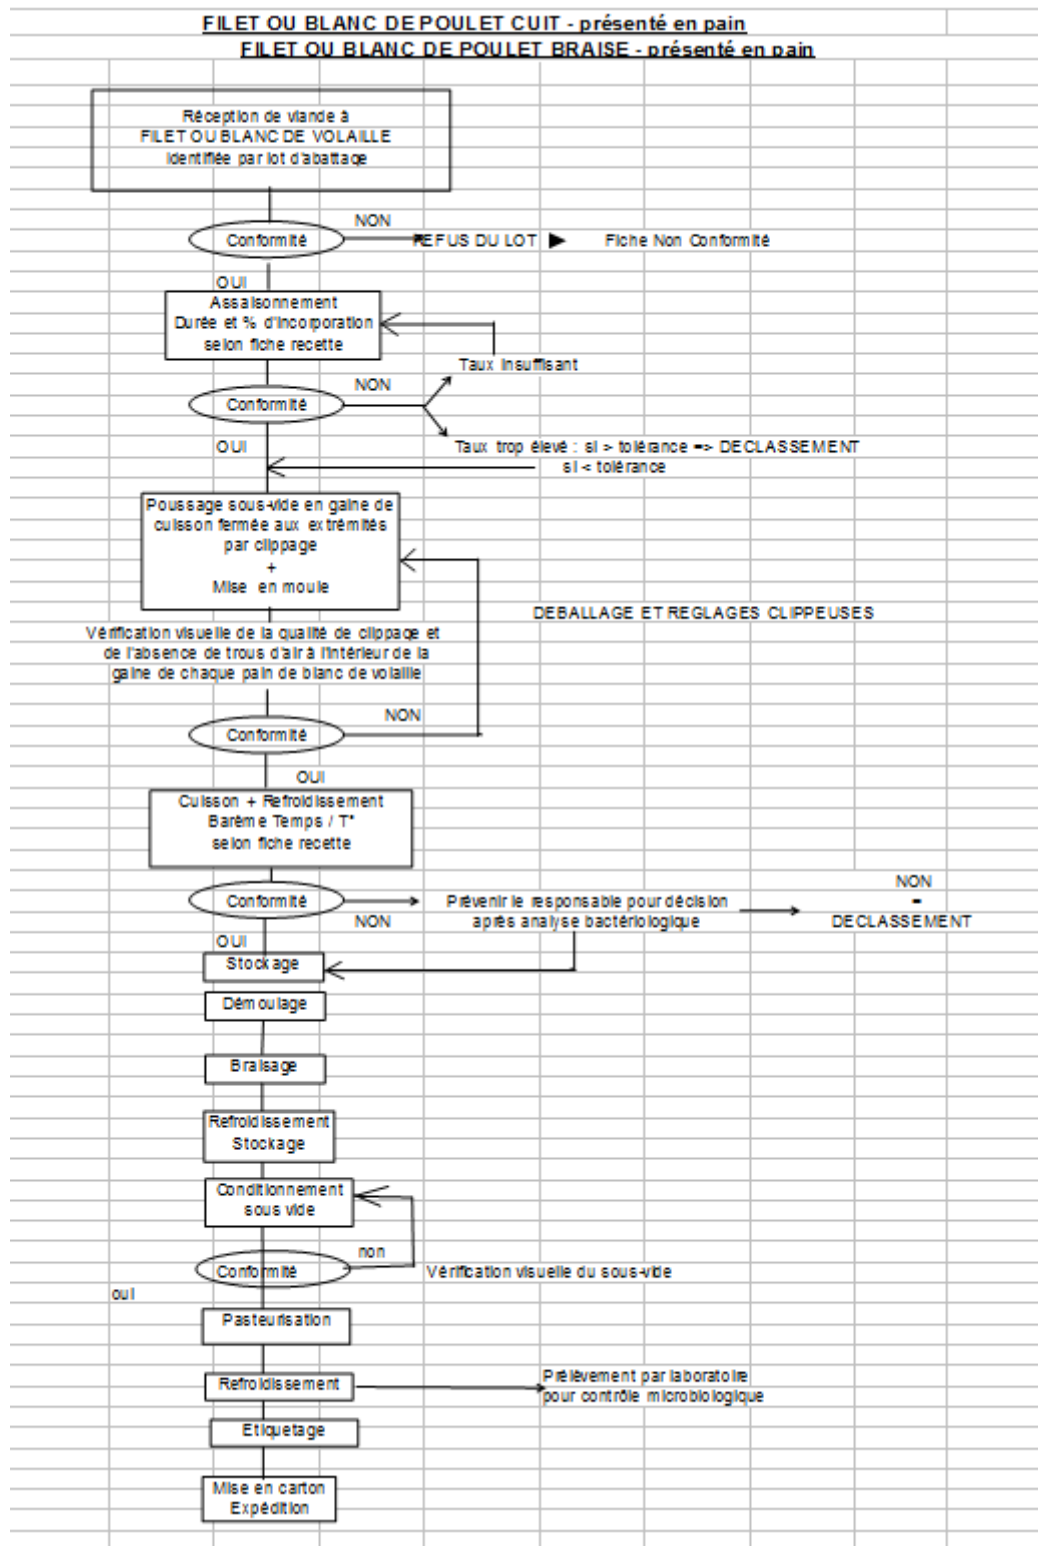 FILET OU BLANC DE POULET CUIT - présenté en pain
FILET OU BLANC DE POULET BRAISE - présenté en pain
Réception de viande à
FILET OU BLANC DE VOLAILLE
Identifiée par lot d'abattage
NON
Conformité
REFUS DU LOT
Fiche Non Conformité
OUI
Assaisonnement
Durée et % d'incorporation
selon fiche recette
Taux insuffisant
NON
Conformité
OUI
Taux trop élevé : si > tolérance => DECLASSEMENT
si < tolérance
Poussage sous-vide en gaine de
cuisson fermée aux extrémités
par clippage
+
Mise en moule
DEBALLAGE ET REGLAGES CLIPPEUSES
Vérification visuelle de la qualité de clippage et
de l'absence de trous d'air à l'intérieur de la
gaine de chaque pain de blanc de volaille
NON
Conformité
OUI
Cuisson + Refroidissement
Barème Temps / T°
selon fiche recette
Conformité
NON
Prévenir le responsable pour décision
après analyse bactériologique
NON
=
DECLASSEMENT
OUI
Stockage
Démoulage
Braisage
Refroidissement
Stockage
Conditionnement
sous vide
non
Conformité
Vérification visuelle du sous-vide
oui
Pasteurisation
Refroidissement
Prélèvement par laboratoire
pour contrôle microbiologique
Etiquetage
Mise en carton
Expédition